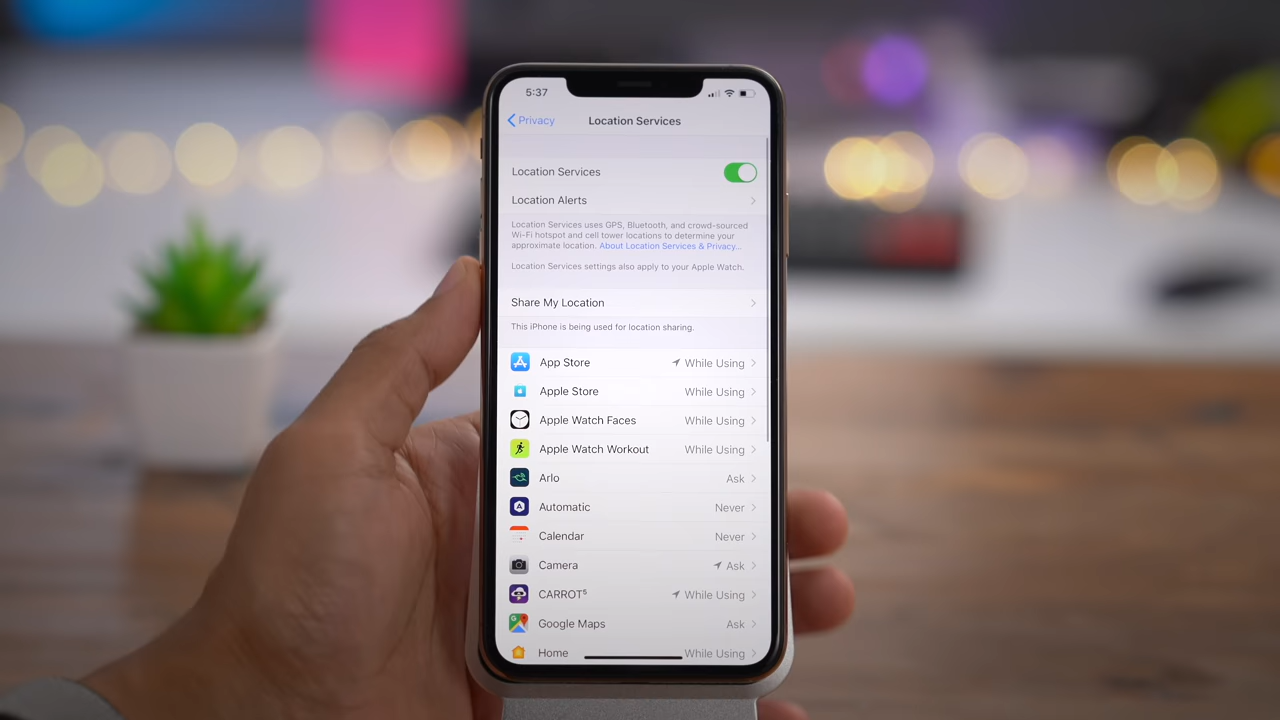 5:37
Privacy
Location Services
Location Services
Location Alerts
Location Services uses GPS, Bluetooth, and crowd-sourced
Wi-Fi hotspot and cell tower locations to determine your
approximate location. About Location Services & Privacy...
Location Services settings also apply to your Apple Watch.
Share My Location
This iPhone is being used for location sharing.
App Store While Using
Apple Store While Using
Apple Watch Faces While Using
Apple Watch Workout While Using
Arlo Ask
Automatic Never
Calendar Never
Camera Ask
CARROT⁵ While Using
Google Maps Ask
Home While Using